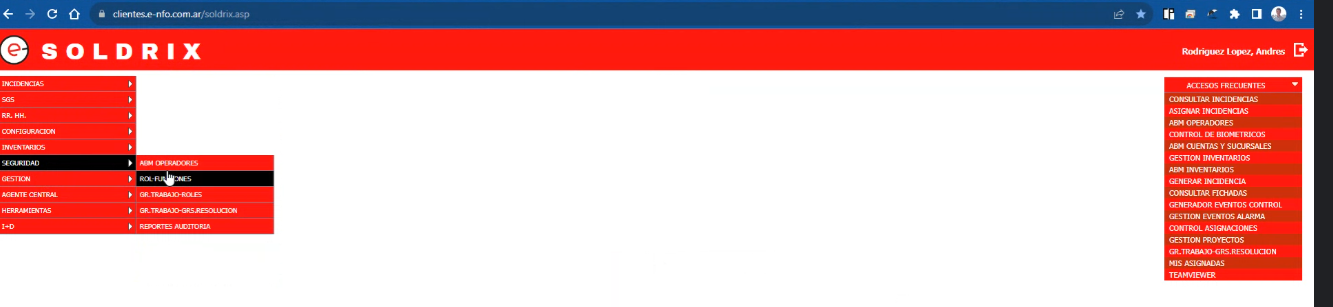 clientes.e-nfo.com.ar/soldrix.asp
e-
SOLDRIX
Rodriguez Lopez, Andres
INCIDENCIAS
SGS
RR. HH.
CONFIGURACION
INVENTARIOS
SEGURIDAD
GESTION
AGENTE CENTRAL
HERRAMIENTAS
I+D
ABM OPERADORES
GR.TRABAJO-ROLES
GR.TRABAJO-GRS.RESOLUCION
REPORTES AUDITORIA
ACCESOS FRECUENTES
CONSULTAR INCIDENCIAS
ASIGNAR INCIDENCIAS
ABM OPERADORES
CONTROL DE BIOMETRICOS
ABM CUENTAS Y SUCURSALES
GESTION INVENTARIOS
ABM INVENTARIOS
GENERAR INCIDENCIA
CONSULTAR FICHADAS
GENERADOR EVENTOS CONTROL
GESTION EVENTOS ALARMA
CONTROL ASIGNACIONES
GESTION PROYECTOS
GR.TRABAJO-GRS.RESOLUCION
MIS ASIGNADAS
TEAMVIEWER